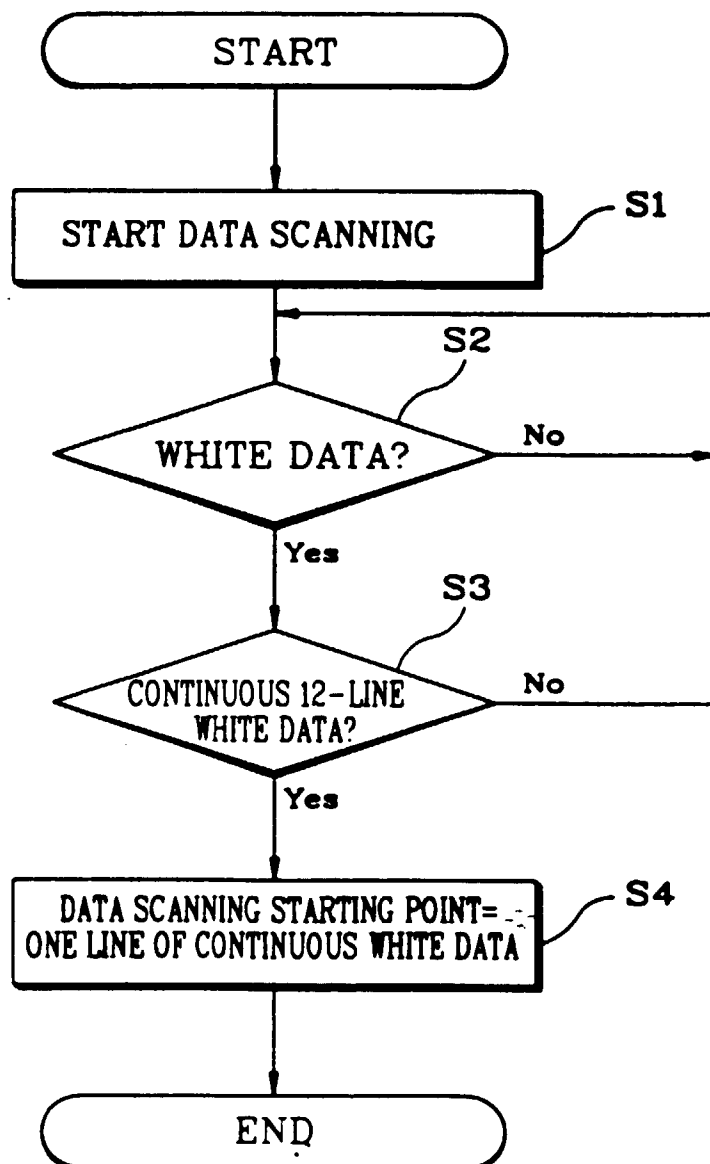 START
START DATA SCANNING
S1
S2
WHITE DATA?
No
Yes
S3
CONTINUOUS 12-LINE
WHITE DATA?
No
Yes
DATA SCANNING STARTING POINT=
ONE LINE OF CONTINUOUS WHITE DATA
S4
END